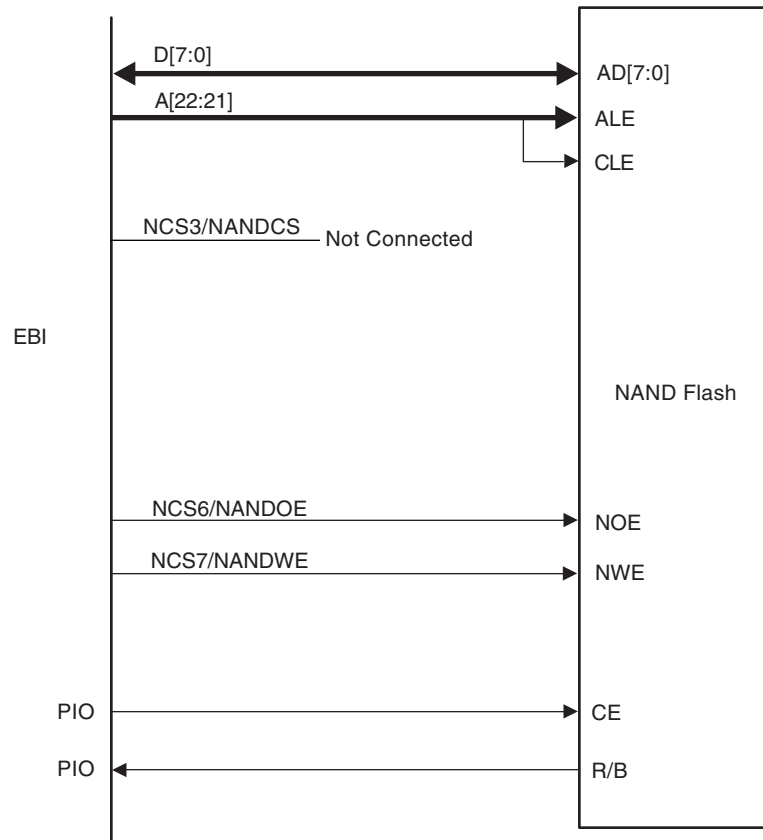 D[7:0]
AD[7:0]
A[22:21]
ALE
CLE
NCS3/NANDCS
Not Connected
EBI
NAND Flash
NCS6/NANDOE
NOE
NCS7/NANDWE
NWE
PIO
CE
PIO
R/B